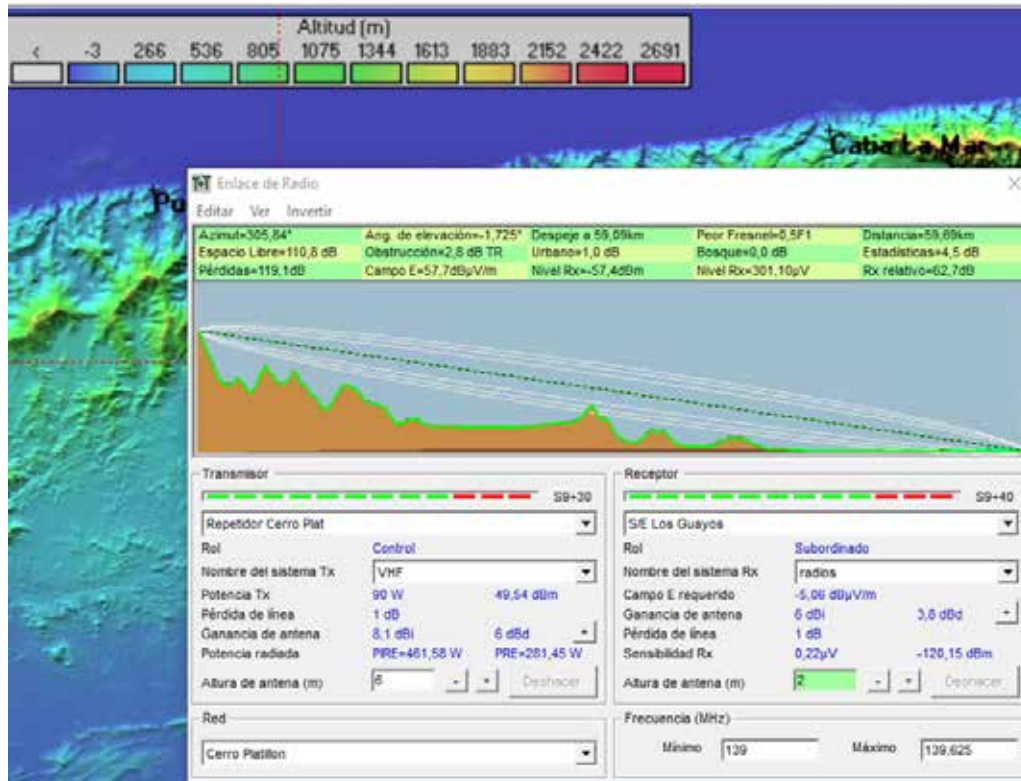 Altitud (m)
< -3 266 536 805 1075 1344 1613 1883 2152 2422 2691
Catia La Mar
Pu
Enlace de Radio
Editar Ver Invertir
Azimut=305,84° Ang. de elevación=-1,725° Despeje a 59,09km Peor Fresnel=0,5F1 Distancia=59,69km
Espacio Libre=110,8 dB Obstrucción=2,8 dB TR Urbano=1,0 dB Bosque=0,0 dB Estadísticas=4,5 dB
Pérdidas=119,1dB Campo E=57,7dBμV/m Nivel Rx=-57,4dBm Nivel Rx=301,10μV Rx relativo=62,7dB
Transmisor
S9+30
Repetidor Cerro Plat
Rol Control
Nombre del sistema Tx VHF
Potencia Tx 90 W 49,54 dBm
Pérdida de línea 1 dB
Ganancia de antena 8,1 dBi 6 dBd +
Potencia radiada PIRE=461,58 W PRE=281,45 W
Altura de antena (m) 6 - + Deshacer
Red
Cerro Platillon
Receptor
S9+40
S/E Los Guayos
Rol Subordinado
Nombre del sistema Rx radios
Campo E requerido -5,06 dBμV/m
Ganancia de antena 6 dBi 3,8 dBd +
Pérdida de línea 1 dB
Sensibilidad Rx 0,22μV -120,15 dBm
Altura de antena (m) 2 - + Deshacer
Frecuencia (MHz)
Mínimo 139 Máximo 139,625